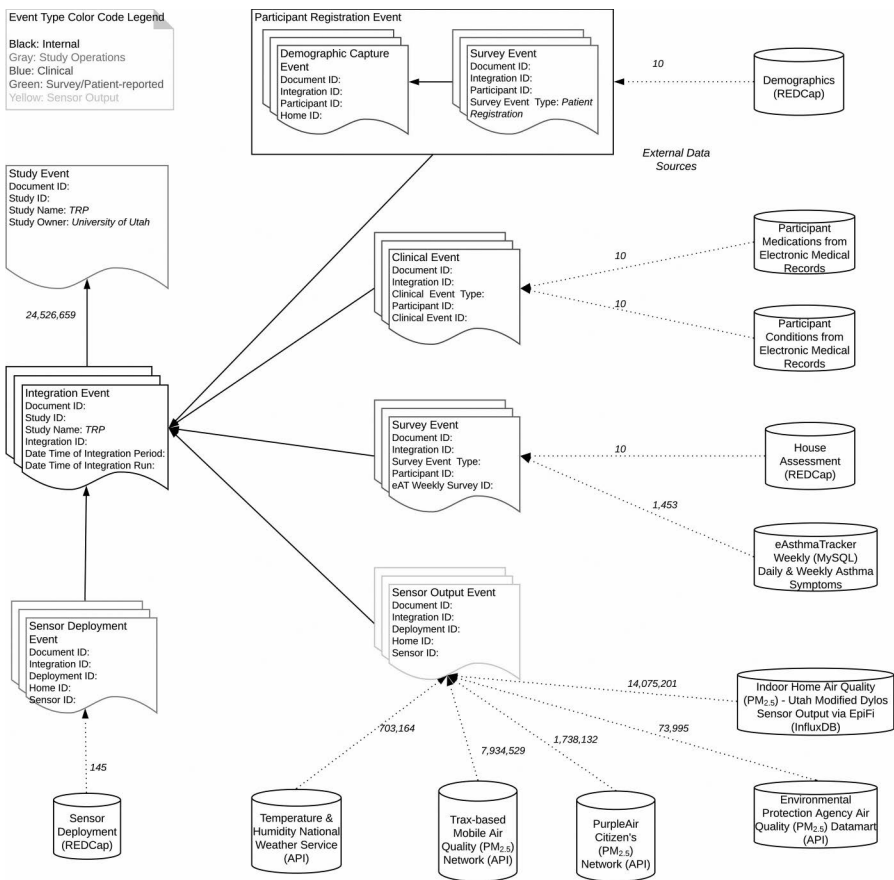 Event Type Color Code Legend
Black: Internal
Gray: Study Operations
Blue: Clinical
Green: Survey/Patient-reported
Yellow: Sensor Output
Participant Registration Event
Demographic Capture
Event
Document ID:
Integration ID:
Participant ID:
Home ID:
Survey Event
Document ID:
Integration ID:
Participant ID:
Survey Event Type: Patient
Registration
10
Demographics
(REDCap)
External Data
Sources
Study Event
Document ID:
Study ID:
Study Name: TRP
Study Owner: University of Utah
24,526,659
Clinical Event
Document ID:
Integration ID:
Clinical Event Type:
Participant ID:
Clinical Event ID:
10
10
Participant
Medications from
Electronic Medical
Records
Participant
Conditions from
Electronic Medical
Records
Integration Event
Document ID:
Study ID:
Study Name: TRP
Integration ID:
Date Time of Integration Period:
Date Time of Integration Run:
Survey Event
Document ID:
Integration ID:
Survey Event Type:
Participant ID:
eAT Weekly Survey ID:
10
1,453
House
Assessment
(REDCap)
eAsthmaTracker
Weekly (MySQL)
Daily & Weekly Asthma
Symptoms
Sensor Deployment
Event
Document ID:
Integration ID:
Deployment ID:
Home ID:
Sensor ID:
145
Sensor
Deployment
(REDCap)
Sensor Output Event
Document ID:
Integration ID:
Deployment ID:
Home ID:
Sensor ID:
703,164
7,934,529
1,738,132
73,995
14,075,201
Indoor Home Air Quality
(PM2.5) - Utah Modified Dylos
Sensor Output via EpiFi
(InfluxDB)
Temperature &
Humidity National
Weather Service
(API)
Trax-based
Mobile Air
Quality (PM2.5)
Network (API)
PurpleAir
Citizen's
(PM2.5)
Network (API)
Environmental
Protection Agency Air
Quality (PM2.5) Datamart
(API)